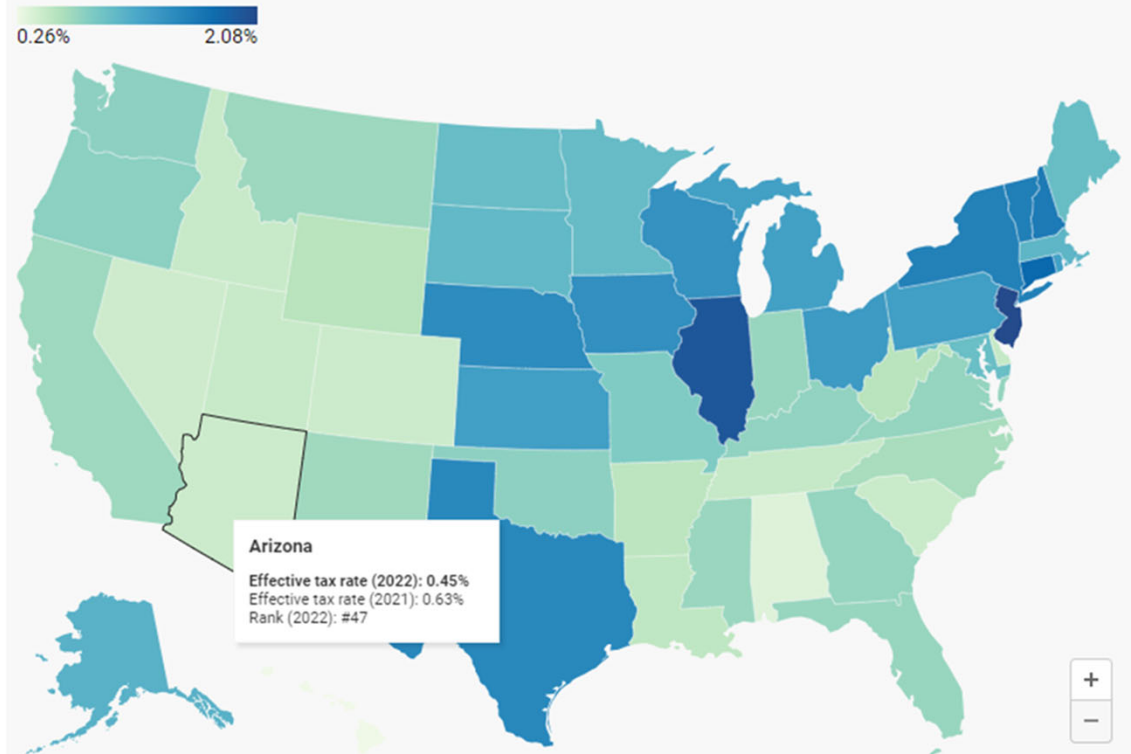 0.26% 2.08%
Arizona
Effective tax rate (2022): 0.45%
Effective tax rate (2021): 0.63%
Rank (2022): #47
+
−